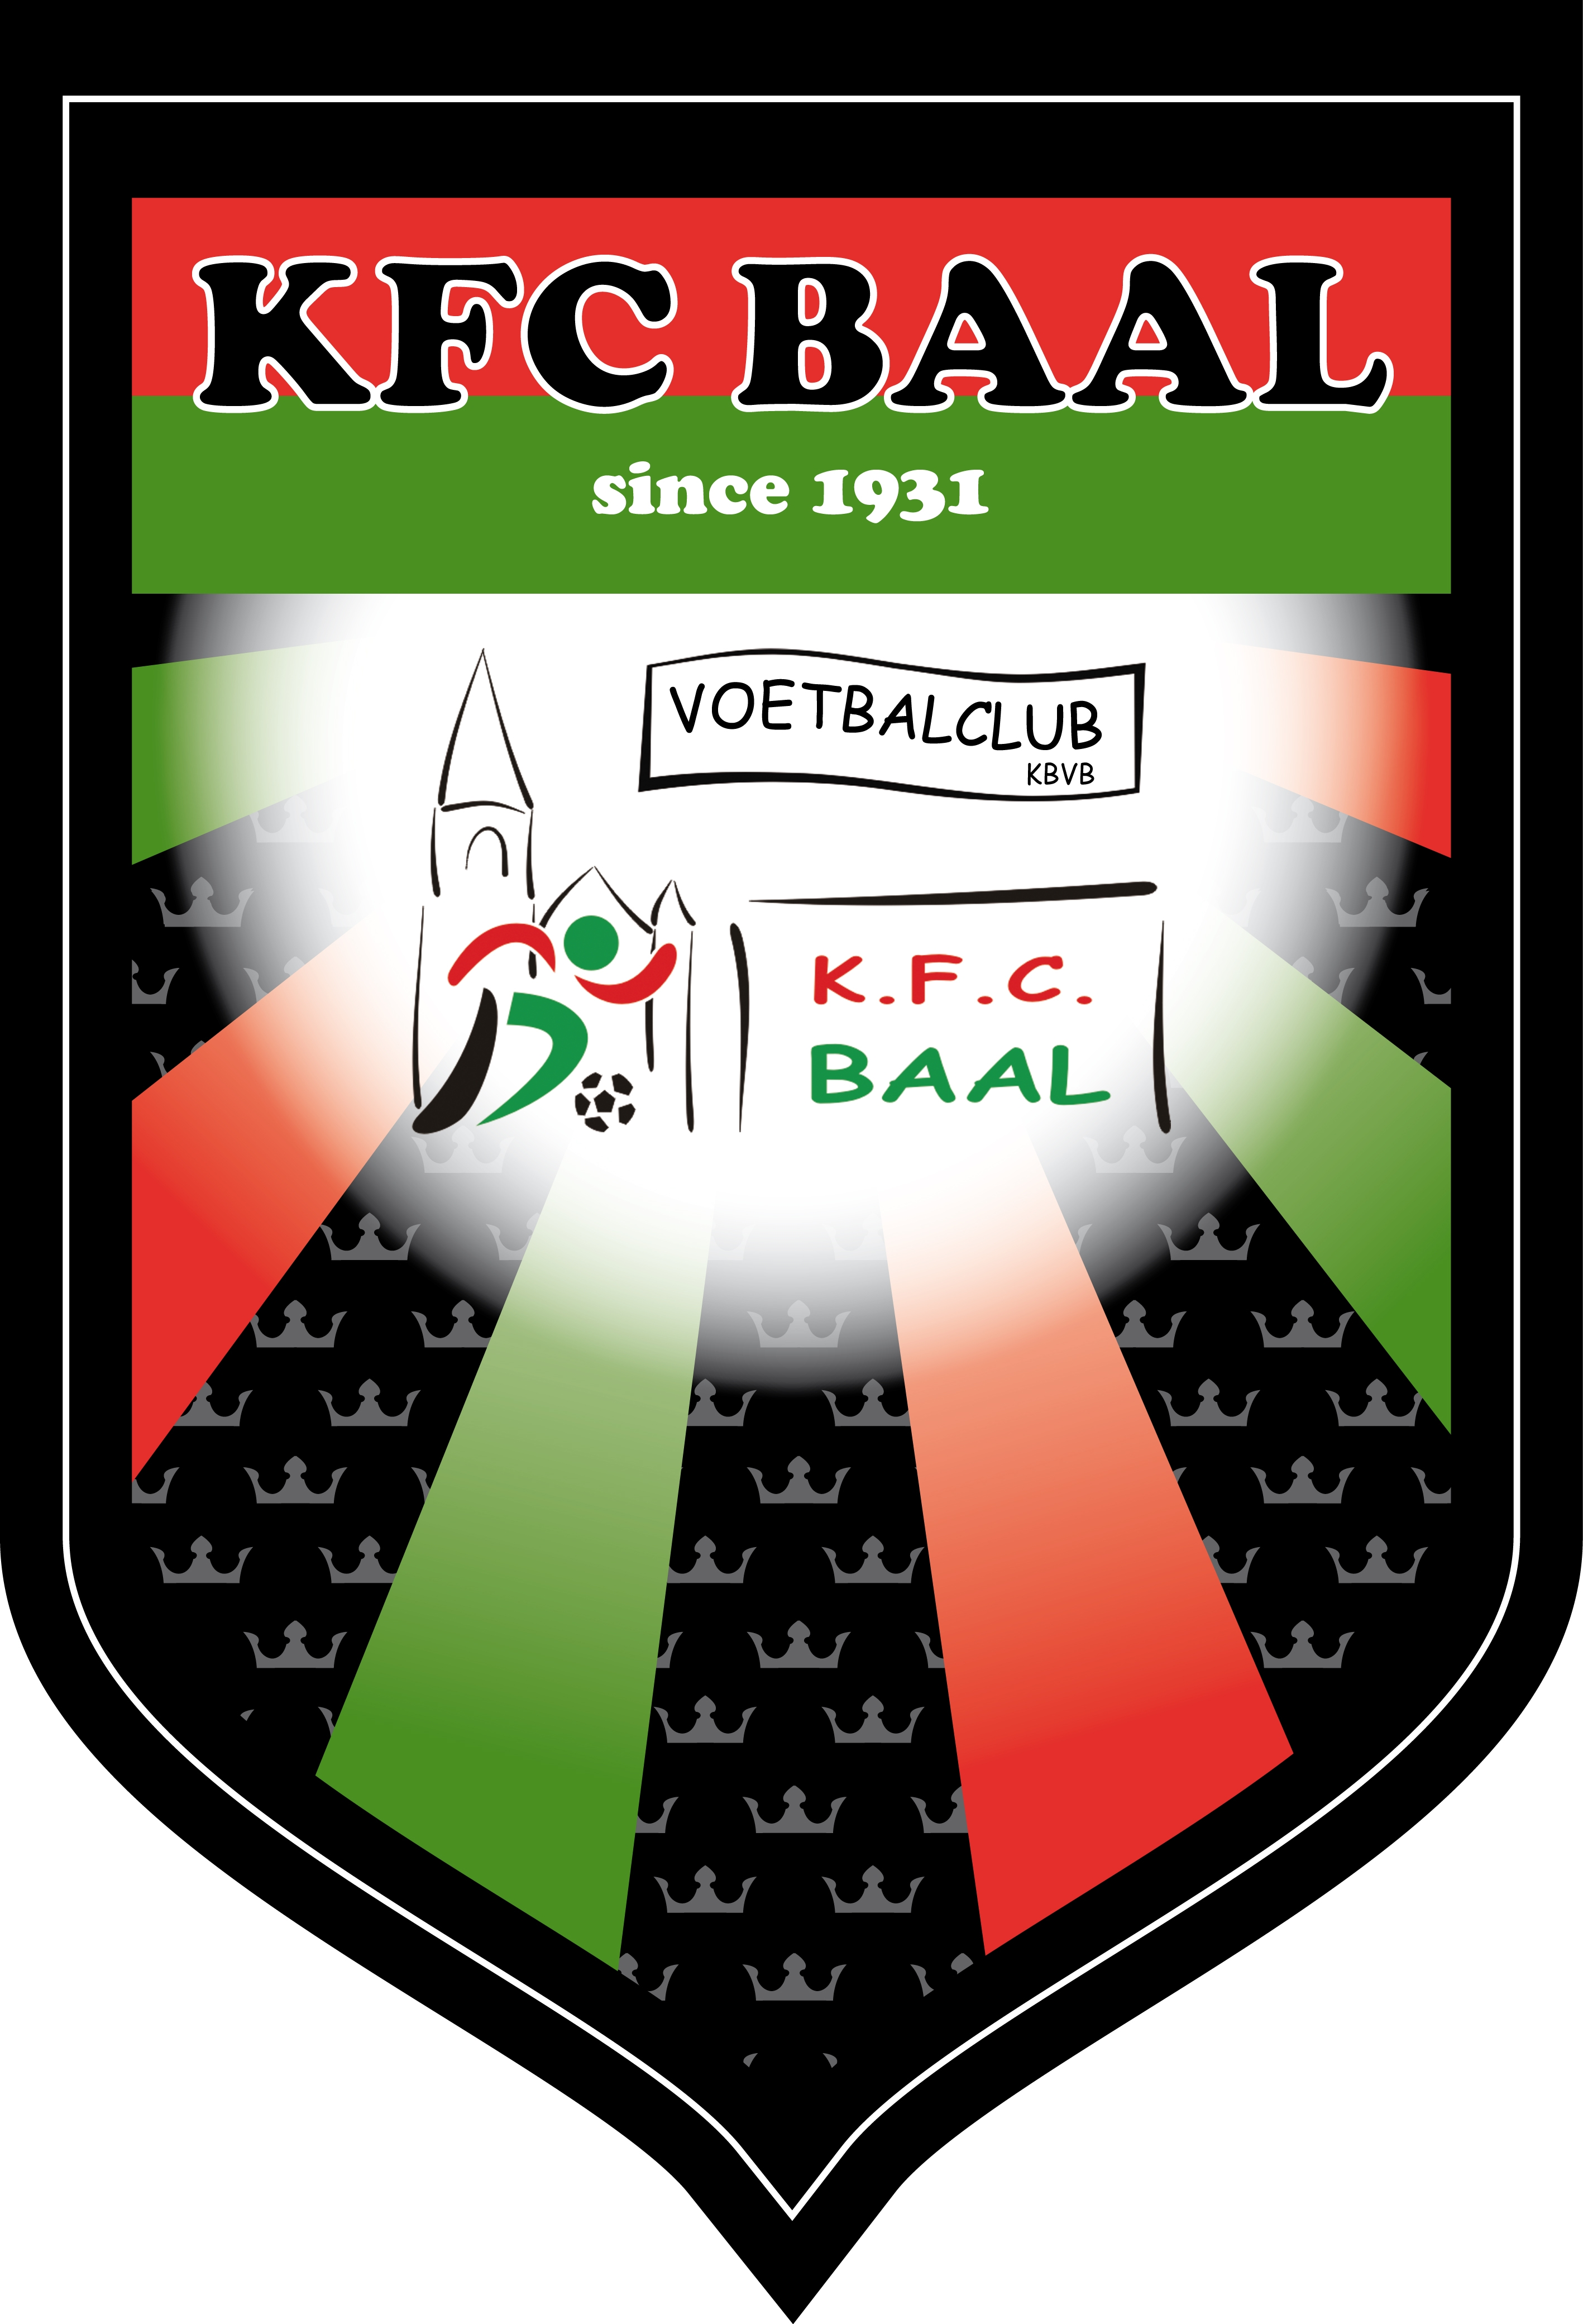 KFC BAAL
since 1931
VOETBALCLUB
KBVB
K.F.C.
BAAL